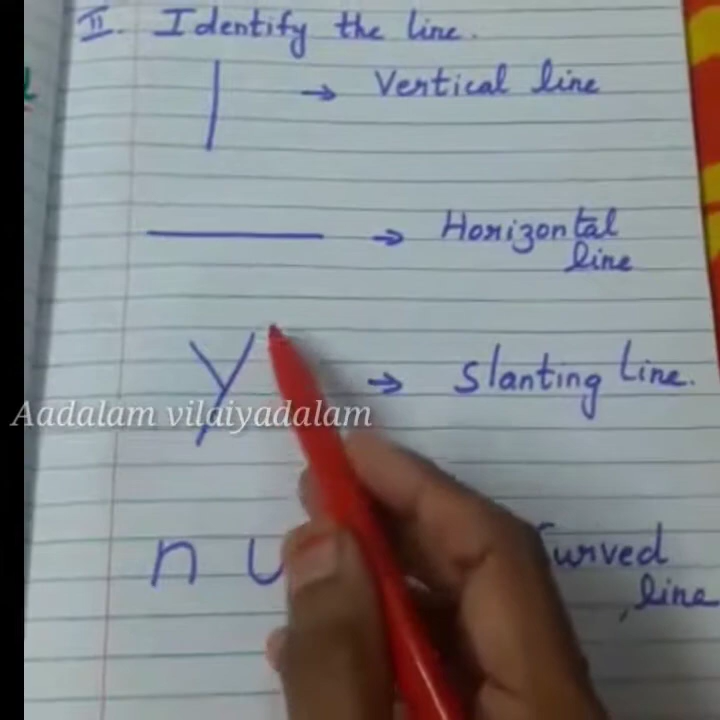 II. Identify the line.
| → Vertical line
— → Horizontal
line
y → Slanting Line.
Aadalam vilaiyadalam
n u urved
line